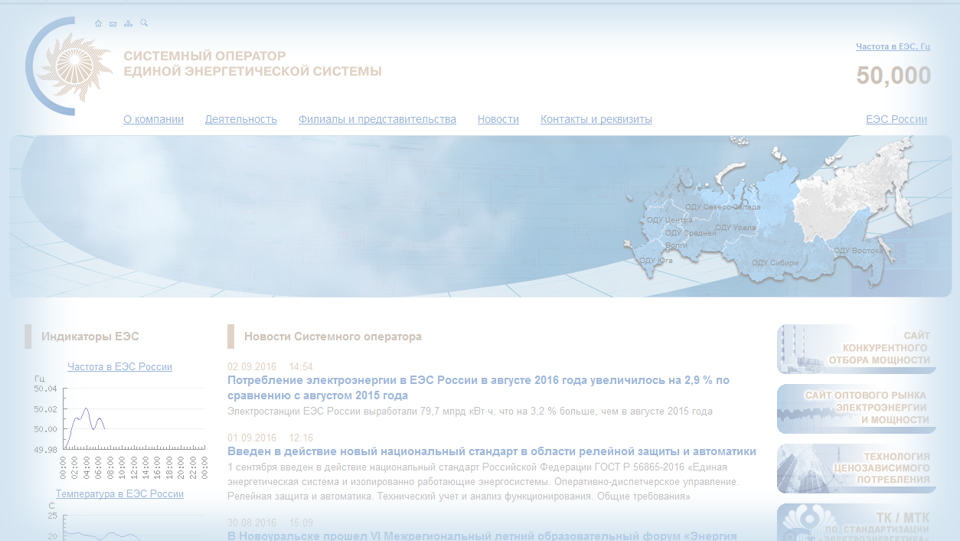 СИСТЕМНЫЙ ОПЕРАТОР
ЕДИНОЙ ЭНЕРГЕТИЧЕСКОЙ СИСТЕМЫ
Частота в ЕЭС, Гц
50,000
О компании
Деятельность
Филиалы и представительства
Новости
Контакты и реквизиты
ЕЭС России
ОДУ Северо-Запада
ОДУ Центра
ОДУ Средней
Волги
ОДУ Урала
ОДУ Юга
ОДУ Сибири
ОДУ Востока
Индикаторы ЕЭС
Частота в ЕЭС России
Гц
50.04
50.02
50.00
49.98
00:00
02:00
04:00
06:00
08:00
10:00
12:00
14:00
16:00
18:00
20:00
22:00
00:00
Температура в ЕЭС России
С
25
20
Новости Системного оператора
02.09.2016 14:54
Потребление электроэнергии в ЕЭС России в августе 2016 года увеличилось на 2,9 % по
сравнению с августом 2015 года
Электростанции ЕЭС России выработали 79,7 млрд кВт·ч, что на 3,2 % больше, чем в августе 2015 года
01.09.2016 12:16
Введен в действие новый национальный стандарт в области релейной защиты и автоматики
1 сентября введен в действие национальный стандарт Российской Федерации ГОСТ Р 56865-2016 «Единая
энергетическая система и изолированно работающие энергосистемы. Оперативно-диспетчерское управление.
Релейная защита и автоматика. Технический учет и анализ функционирования. Общие требования»
30.08.2016 16:09
В Новоуральске прошел VI Межрегиональный летний образовательный форум «Энергия
САЙТ
КОНКУРЕНТНОГО
ОТБОРА МОЩНОСТИ
САЙТ ОПТОВОГО РЫНКА
ЭЛЕКТРОЭНЕРГИИ
И МОЩНОСТИ
ТЕХНОЛОГИЯ
ЦЕНОЗАВИСИМОГО
ПОТРЕБЛЕНИЯ
ТК / МТК
ПО СТАНДАРТИЗАЦИИ
«ЭЛЕКТРОЭНЕРГЕТИКА»